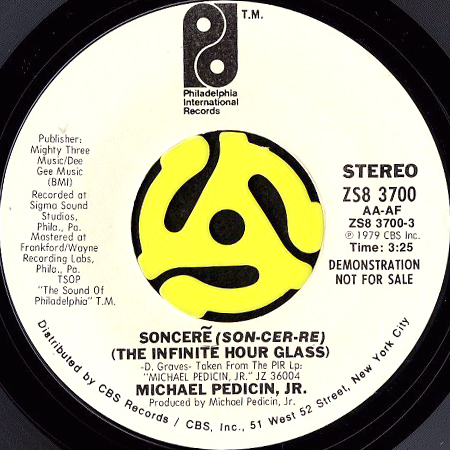 T.M.
Philadelphia
International
Records
Publisher:
Mighty Three
Music/Dee
Gee Music
(BMI)
Recorded at
Sigma Sound
Studios,
Phila., Pa.
Mastered at
Frankford/Wayne
Recording Labs,
Phila., Pa.
TSOP
"The Sound Of
Philadelphia" T.M.
STEREO
ZS8 3700
AA-AF
ZS8 3700-3
℗ 1979 CBS Inc.
Time: 3:25
DEMONSTRATION
NOT FOR SALE
SONCERẼ (SON-CER-RE)
(THE INFINITE HOUR GLASS)
-D. Graves- Taken From The PIR Lp:
"MICHAEL PEDICIN, JR." JZ 36004
MICHAEL PEDICIN, JR.
Produced by Michael Pedicin, Jr.
Distributed by CBS Records / CBS, Inc., 51 West 52 Street, New York City